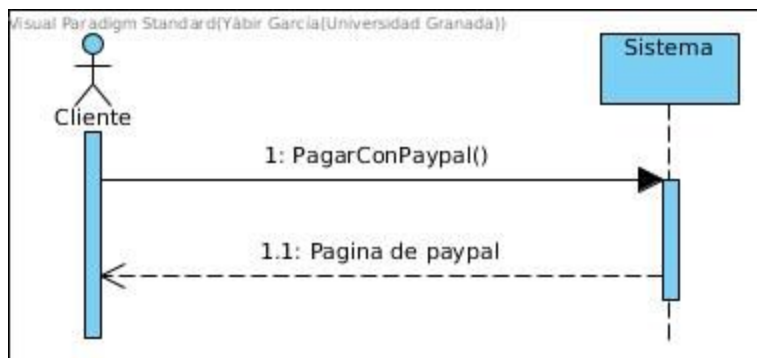 Visual Paradigm Standard(Yábir García(Universidad Granada))
Sistema
Cliente
1: PagarConPaypal()
1.1: Pagina de paypal